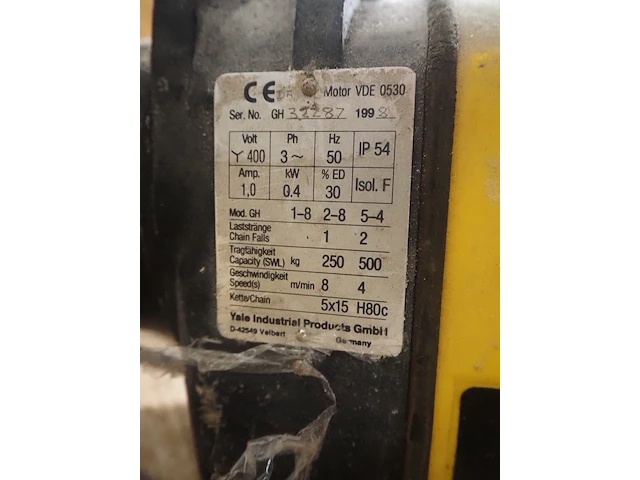 CE Motor VDE 0530
Ser. No. GH 199
Volt Ph Hz
Y 400 3~ 50 IP 54
Amp. kW % ED
1,0 0.4 30 Isol. F
Mod. GH 1–8 2–8 5–4
Laststränge
Chain Falls 1 2
Tragfähigkeit
Capacity (SWL) kg 250 500
Geschwindigkeit
Speed(s) m/min 8 4
Kette/Chain 5x15 H80c
Yale Industrial Products GmbH
D-42549 Velbert Germany